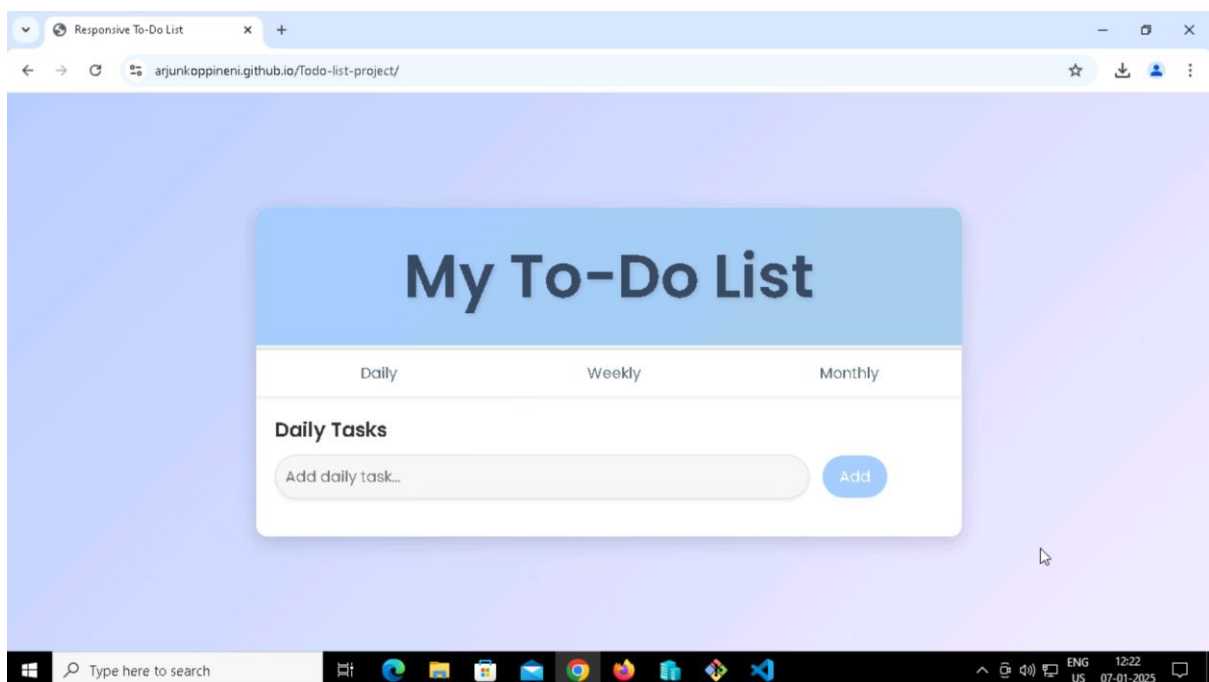 Responsive To-Do List
arjunkoppineni.github.io/Todo-list-project/
My To-Do List
Daily Weekly Monthly
Daily Tasks
Add daily task... Add
Type here to search
ENG 12:22
US 07-01-2025